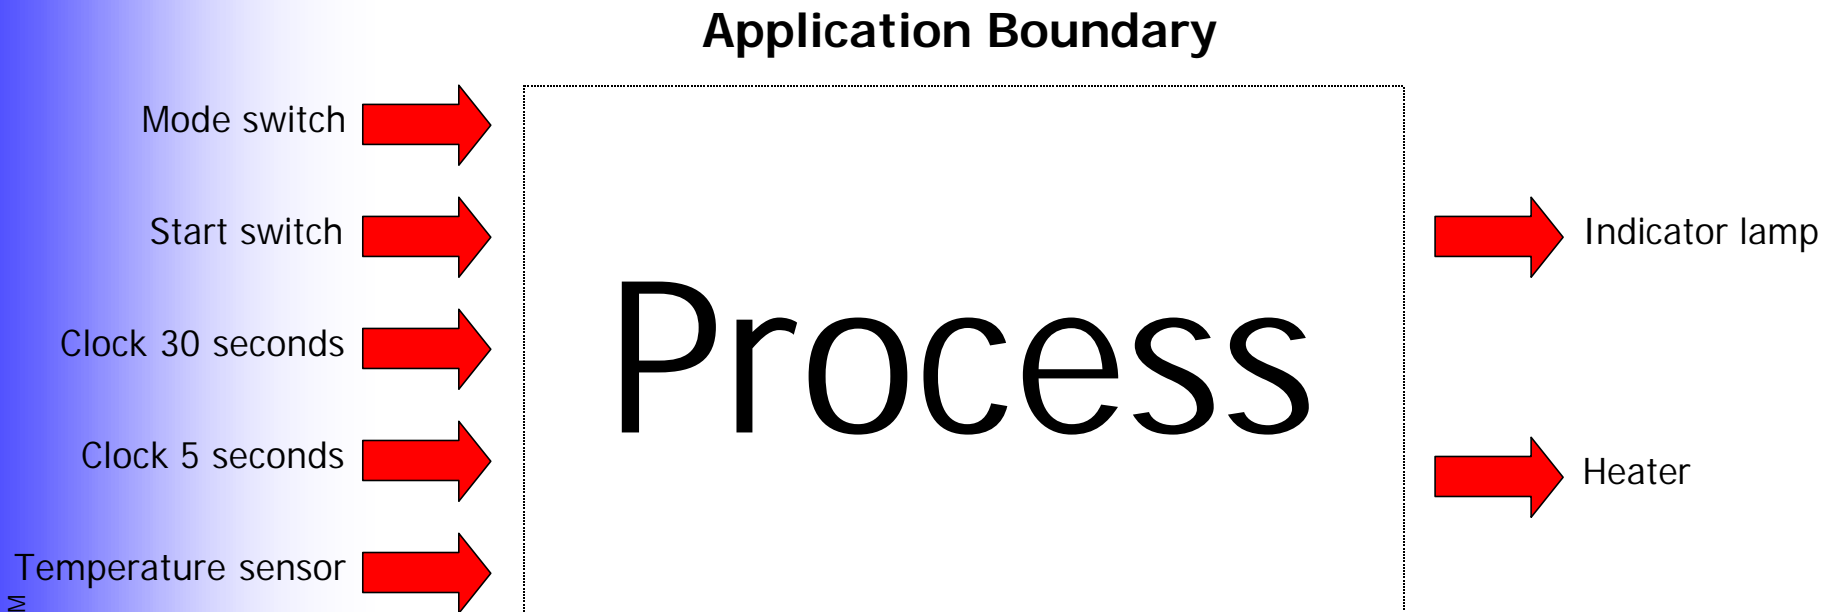 Application Boundary
Mode switch
Start switch
Indicator lamp
Process
Clock 30 seconds
Clock 5 seconds
Heater
Temperature sensor
M